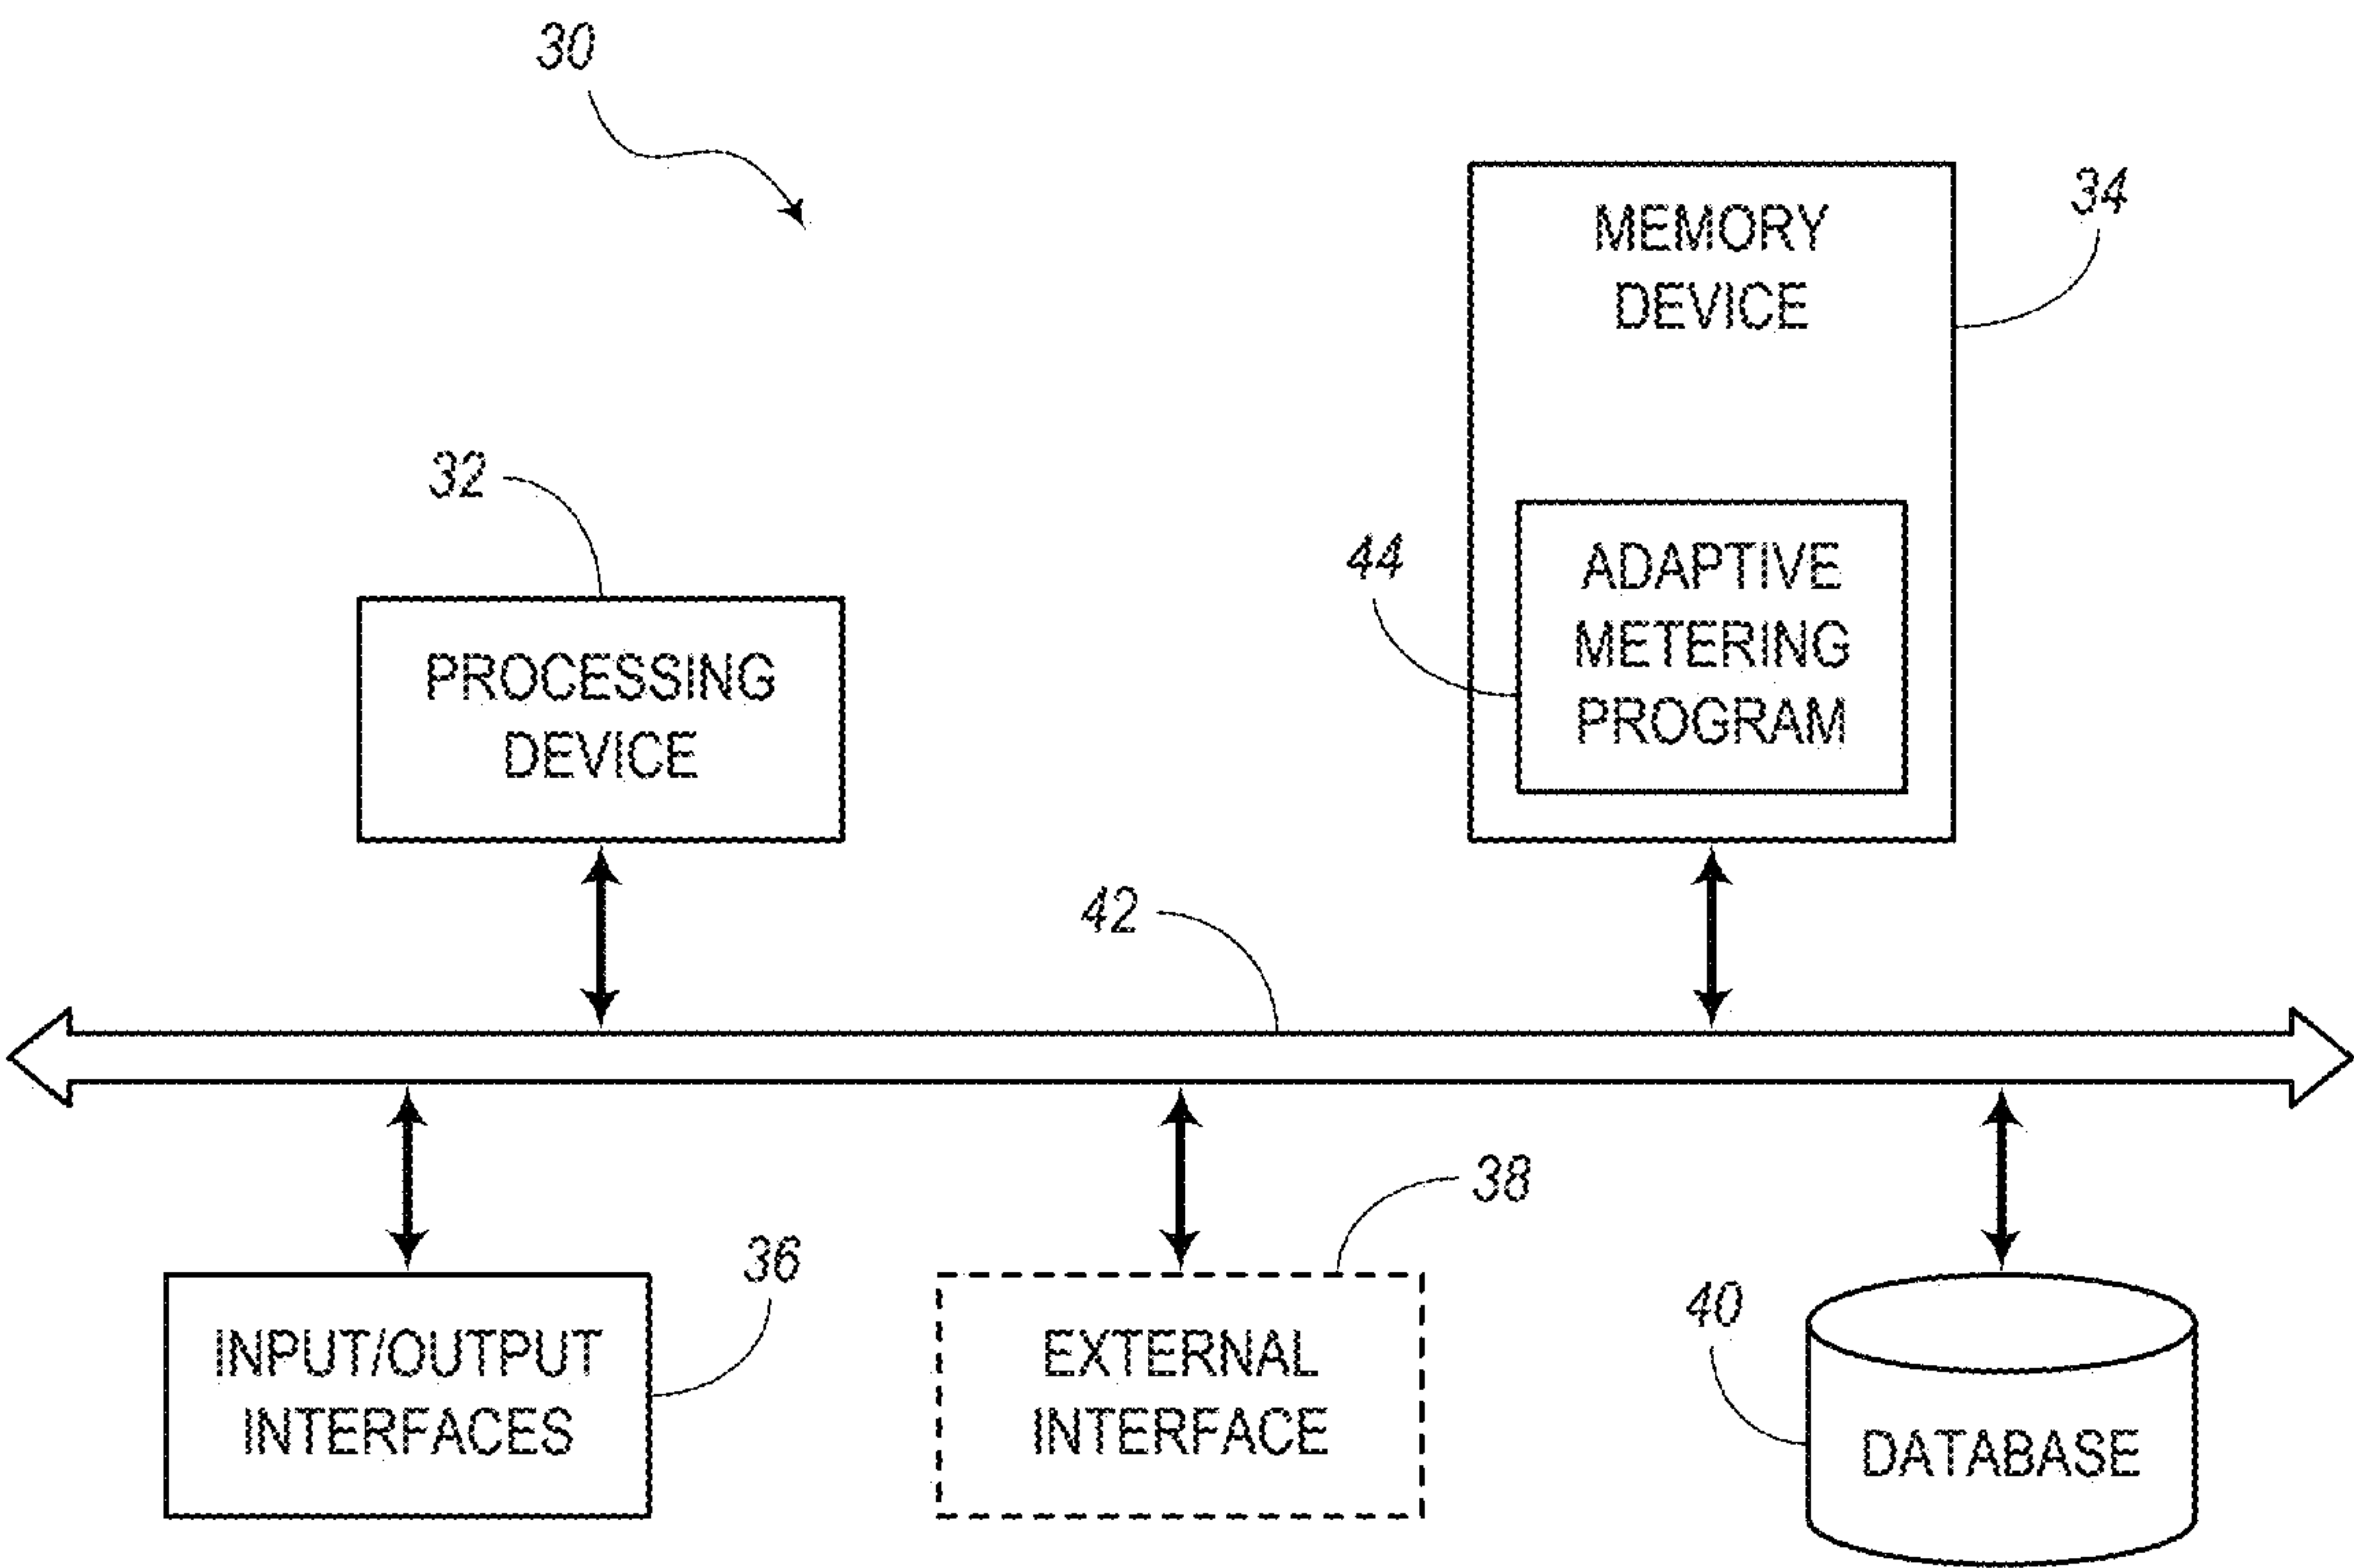 30
34
MEMORY
DEVICE
32
44
ADAPTIVE
METERING
PROGRAM
PROCESSING
DEVICE
42
38
36
40
INPUT/OUTPUT
INTERFACES
EXTERNAL
INTERFACE
DATABASE